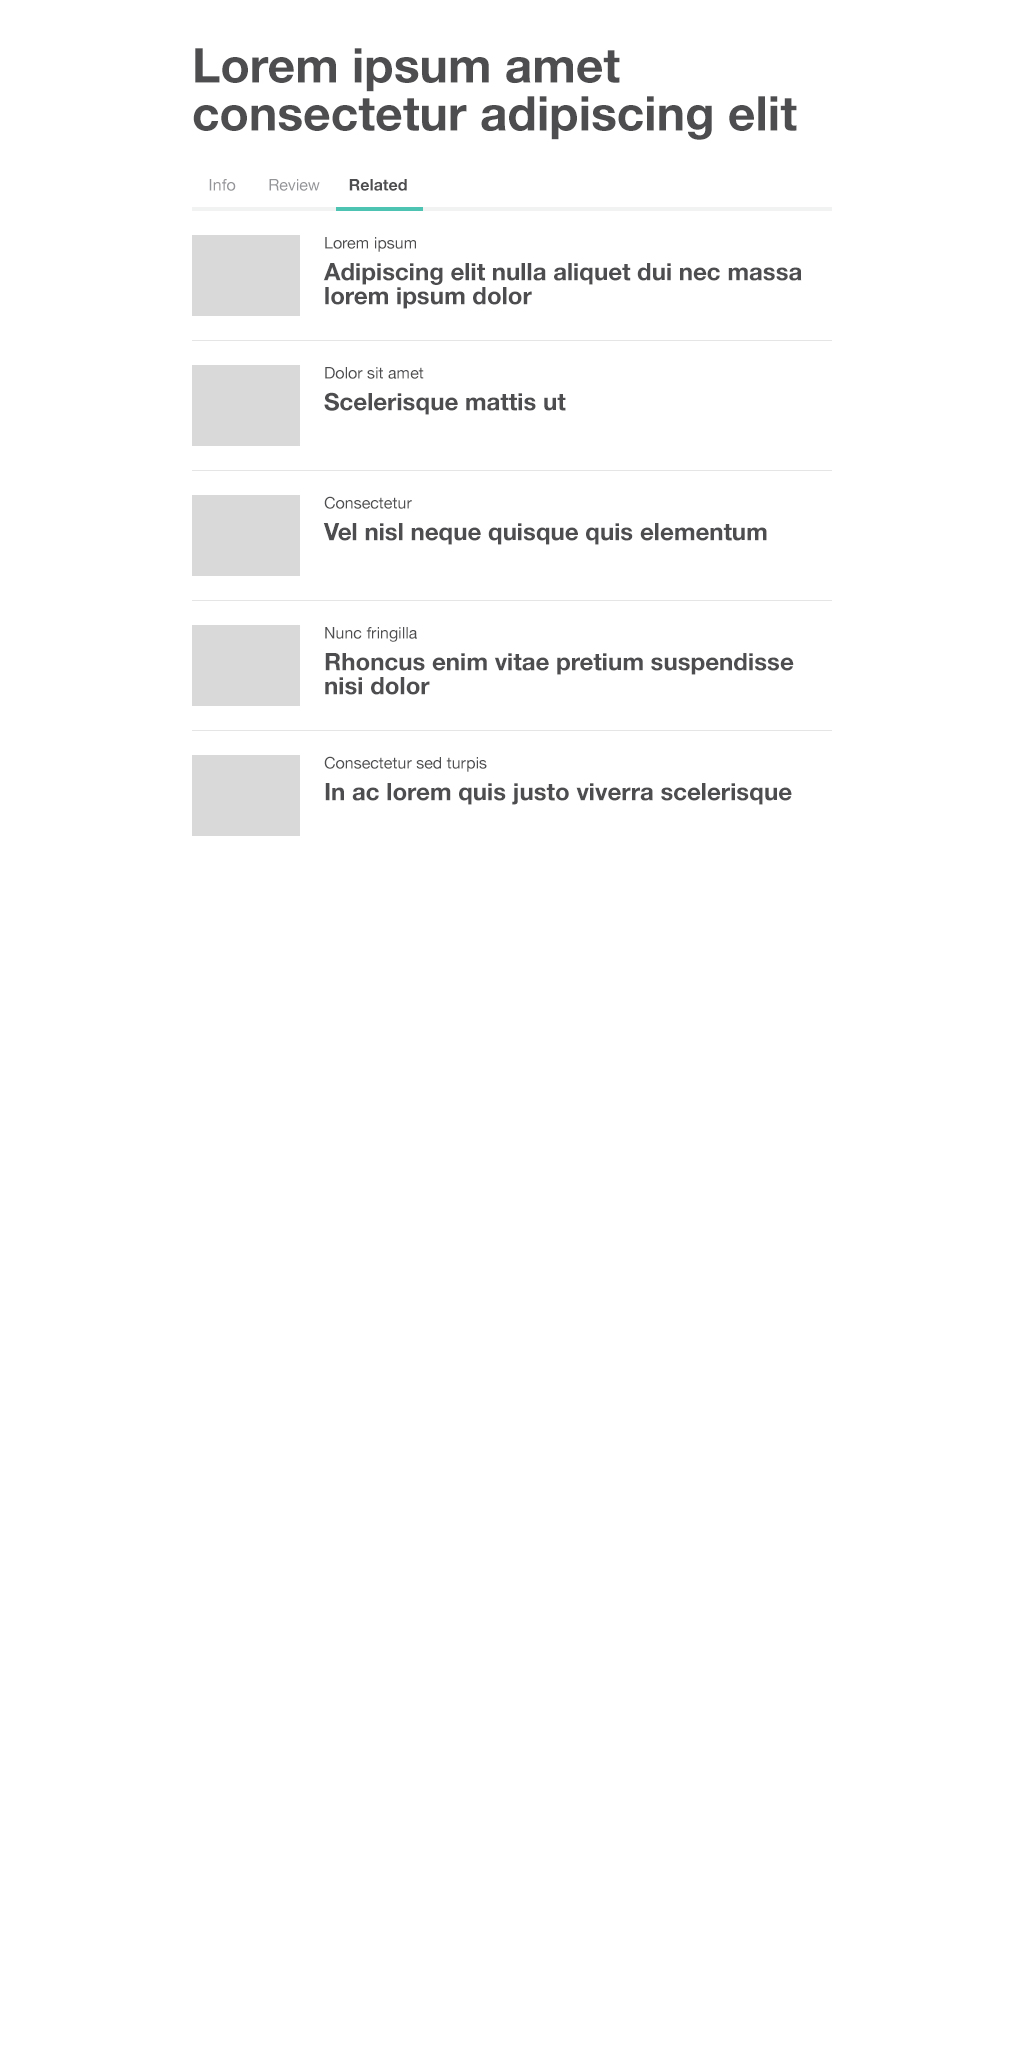 Lorem ipsum amet
consectetur adipiscing elit
Info Review Related
Lorem ipsum
Adipiscing elit nulla aliquet dui nec massa
lorem ipsum dolor
Dolor sit amet
Scelerisque mattis ut
Consectetur
Vel nisl neque quisque quis elementum
Nunc fringilla
Rhoncus enim vitae pretium suspendisse
nisi dolor
Consectetur sed turpis
In ac lorem quis justo viverra scelerisque